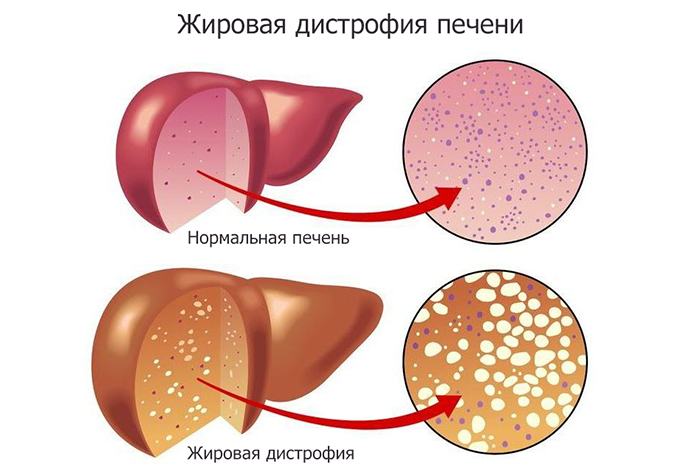 Жировая дистрофия печени
Нормальная печень
Жировая дистрофия